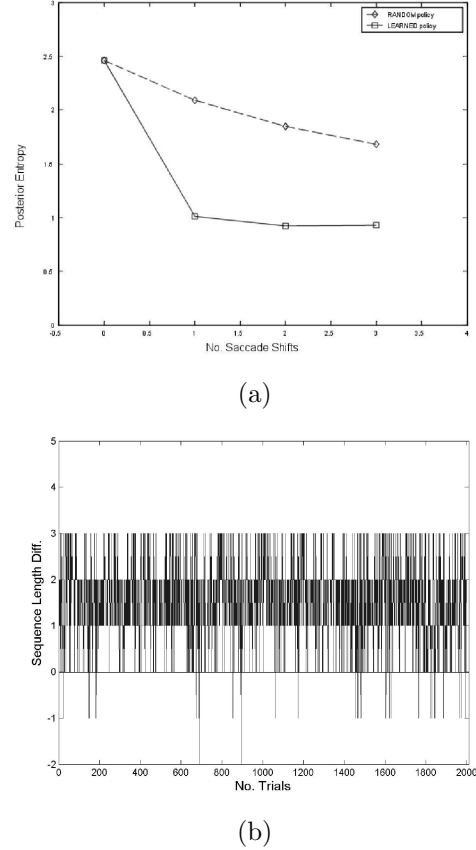 3
RANDOM policy
LEARNED policy
2.5
2
Posterior Entropy
1.5
1
0.5
0
-0.5 0 0.5 1 1.5 2 2.5 3 3.5 4
No. Saccade Shifts
(a)
5
4
3
Sequence Length Diff.
2
1
0
-1
-2
0 200 400 600 800 1000 1200 1400 1600 1800 2000
No. Trials
(b)